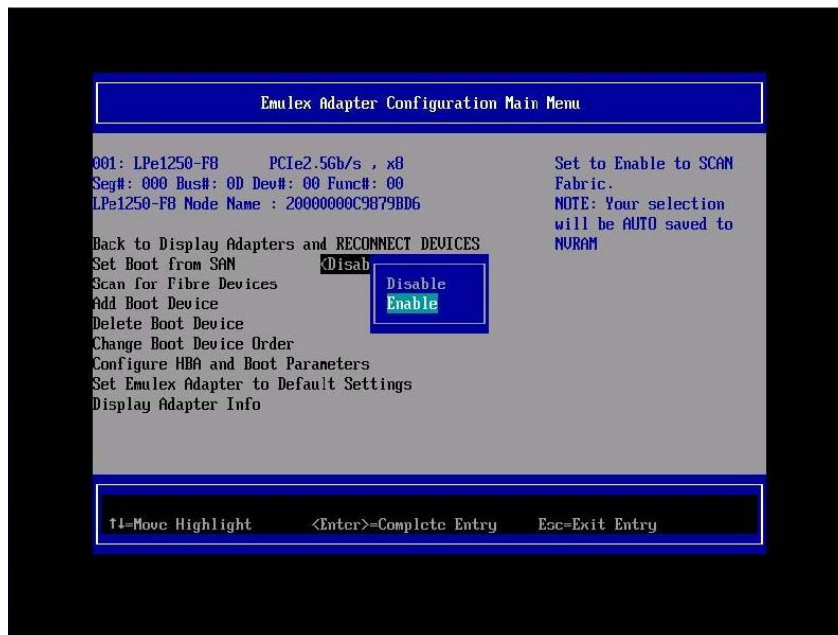 Emulex Adapter Configuration Main Menu
001: LPe1250-F8 PCIe2.5Gb/s , x8
Seg#: 000 Bus#: 0D Dev#: 00 Func#: 00
LPe1250-F8 Node Name : 20000000C9879BD6
Back to Display Adapters and RECONNECT DEVICES
Set Boot from SAN <Disab
Scan for Fibre Devices
Add Boot Device
Delete Boot Device
Change Boot Device Order
Configure HBA and Boot Parameters
Set Emulex Adapter to Default Settings
Display Adapter Info
Disable
Enable
Set to Enable to SCAN
Fabric.
NOTE: Your selection
will be AUTO saved to
NVRAM
↑↓=Move Highlight <Enter>=Complete Entry Esc=Exit Entry